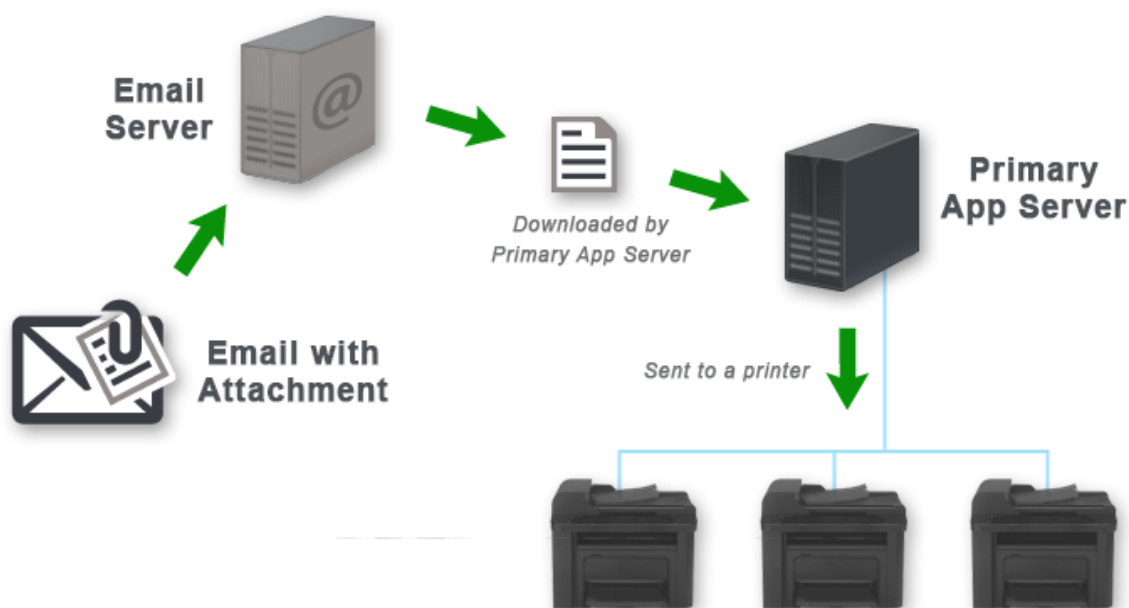 Email
Server
@
Downloaded by
Primary App Server
Primary
App Server
Email with
Attachment
Sent to a printer